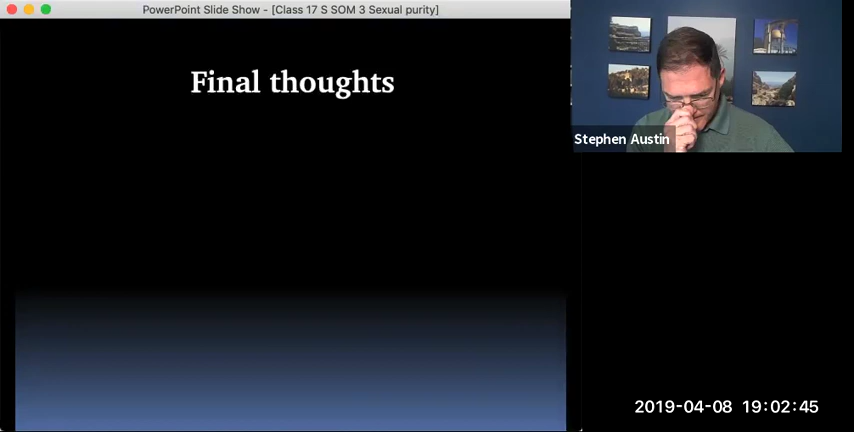 PowerPoint Slide Show - [Class 17 S SOM 3 Sexual purity]
Final thoughts
Stephen Austin
2019-04-08 19:02:45